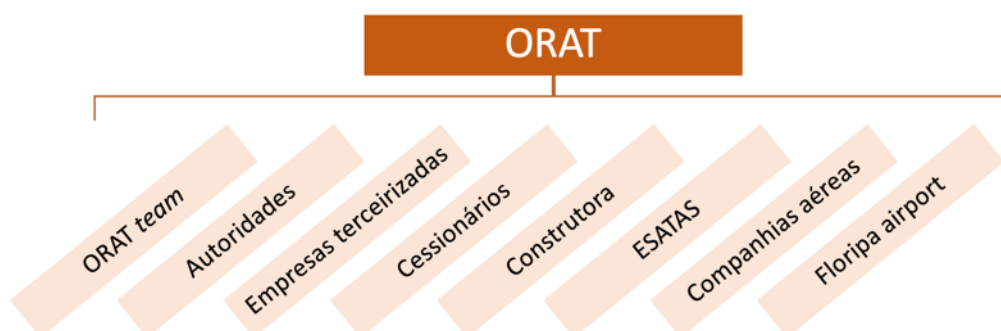 ORAT
ORAT team
Autoridades
Empresas terceirizadas
Cessionários
Construtora
ESATAS
Companhias aéreas
Floripa airport